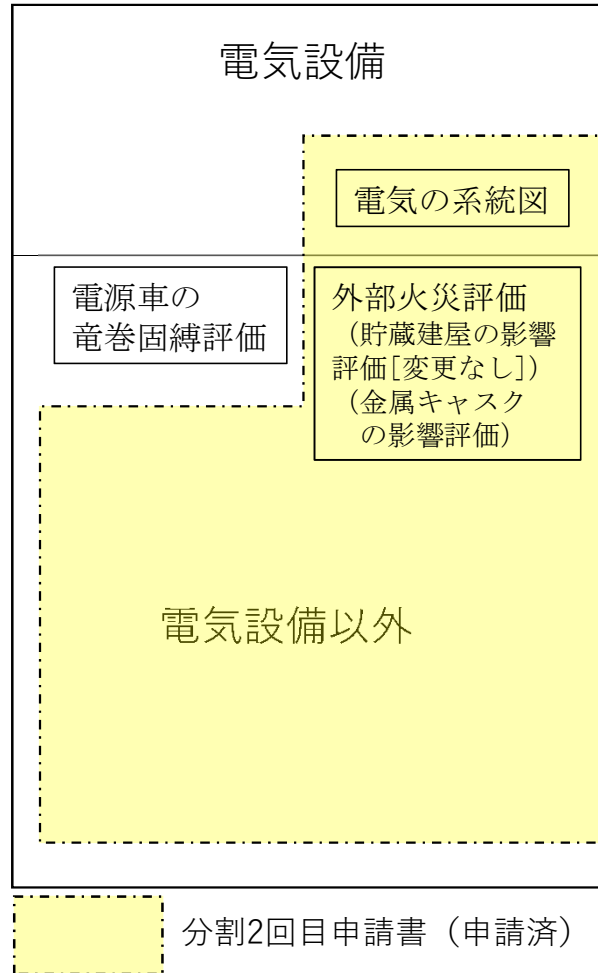 電気設備
電気の系統図
電源車の
竜巻固縛評価
外部火災評価
（貯蔵建屋の影響
評価[変更なし]）
（金属キャスク
の影響評価）
電気設備以外
分割2回目申請書（申請済）